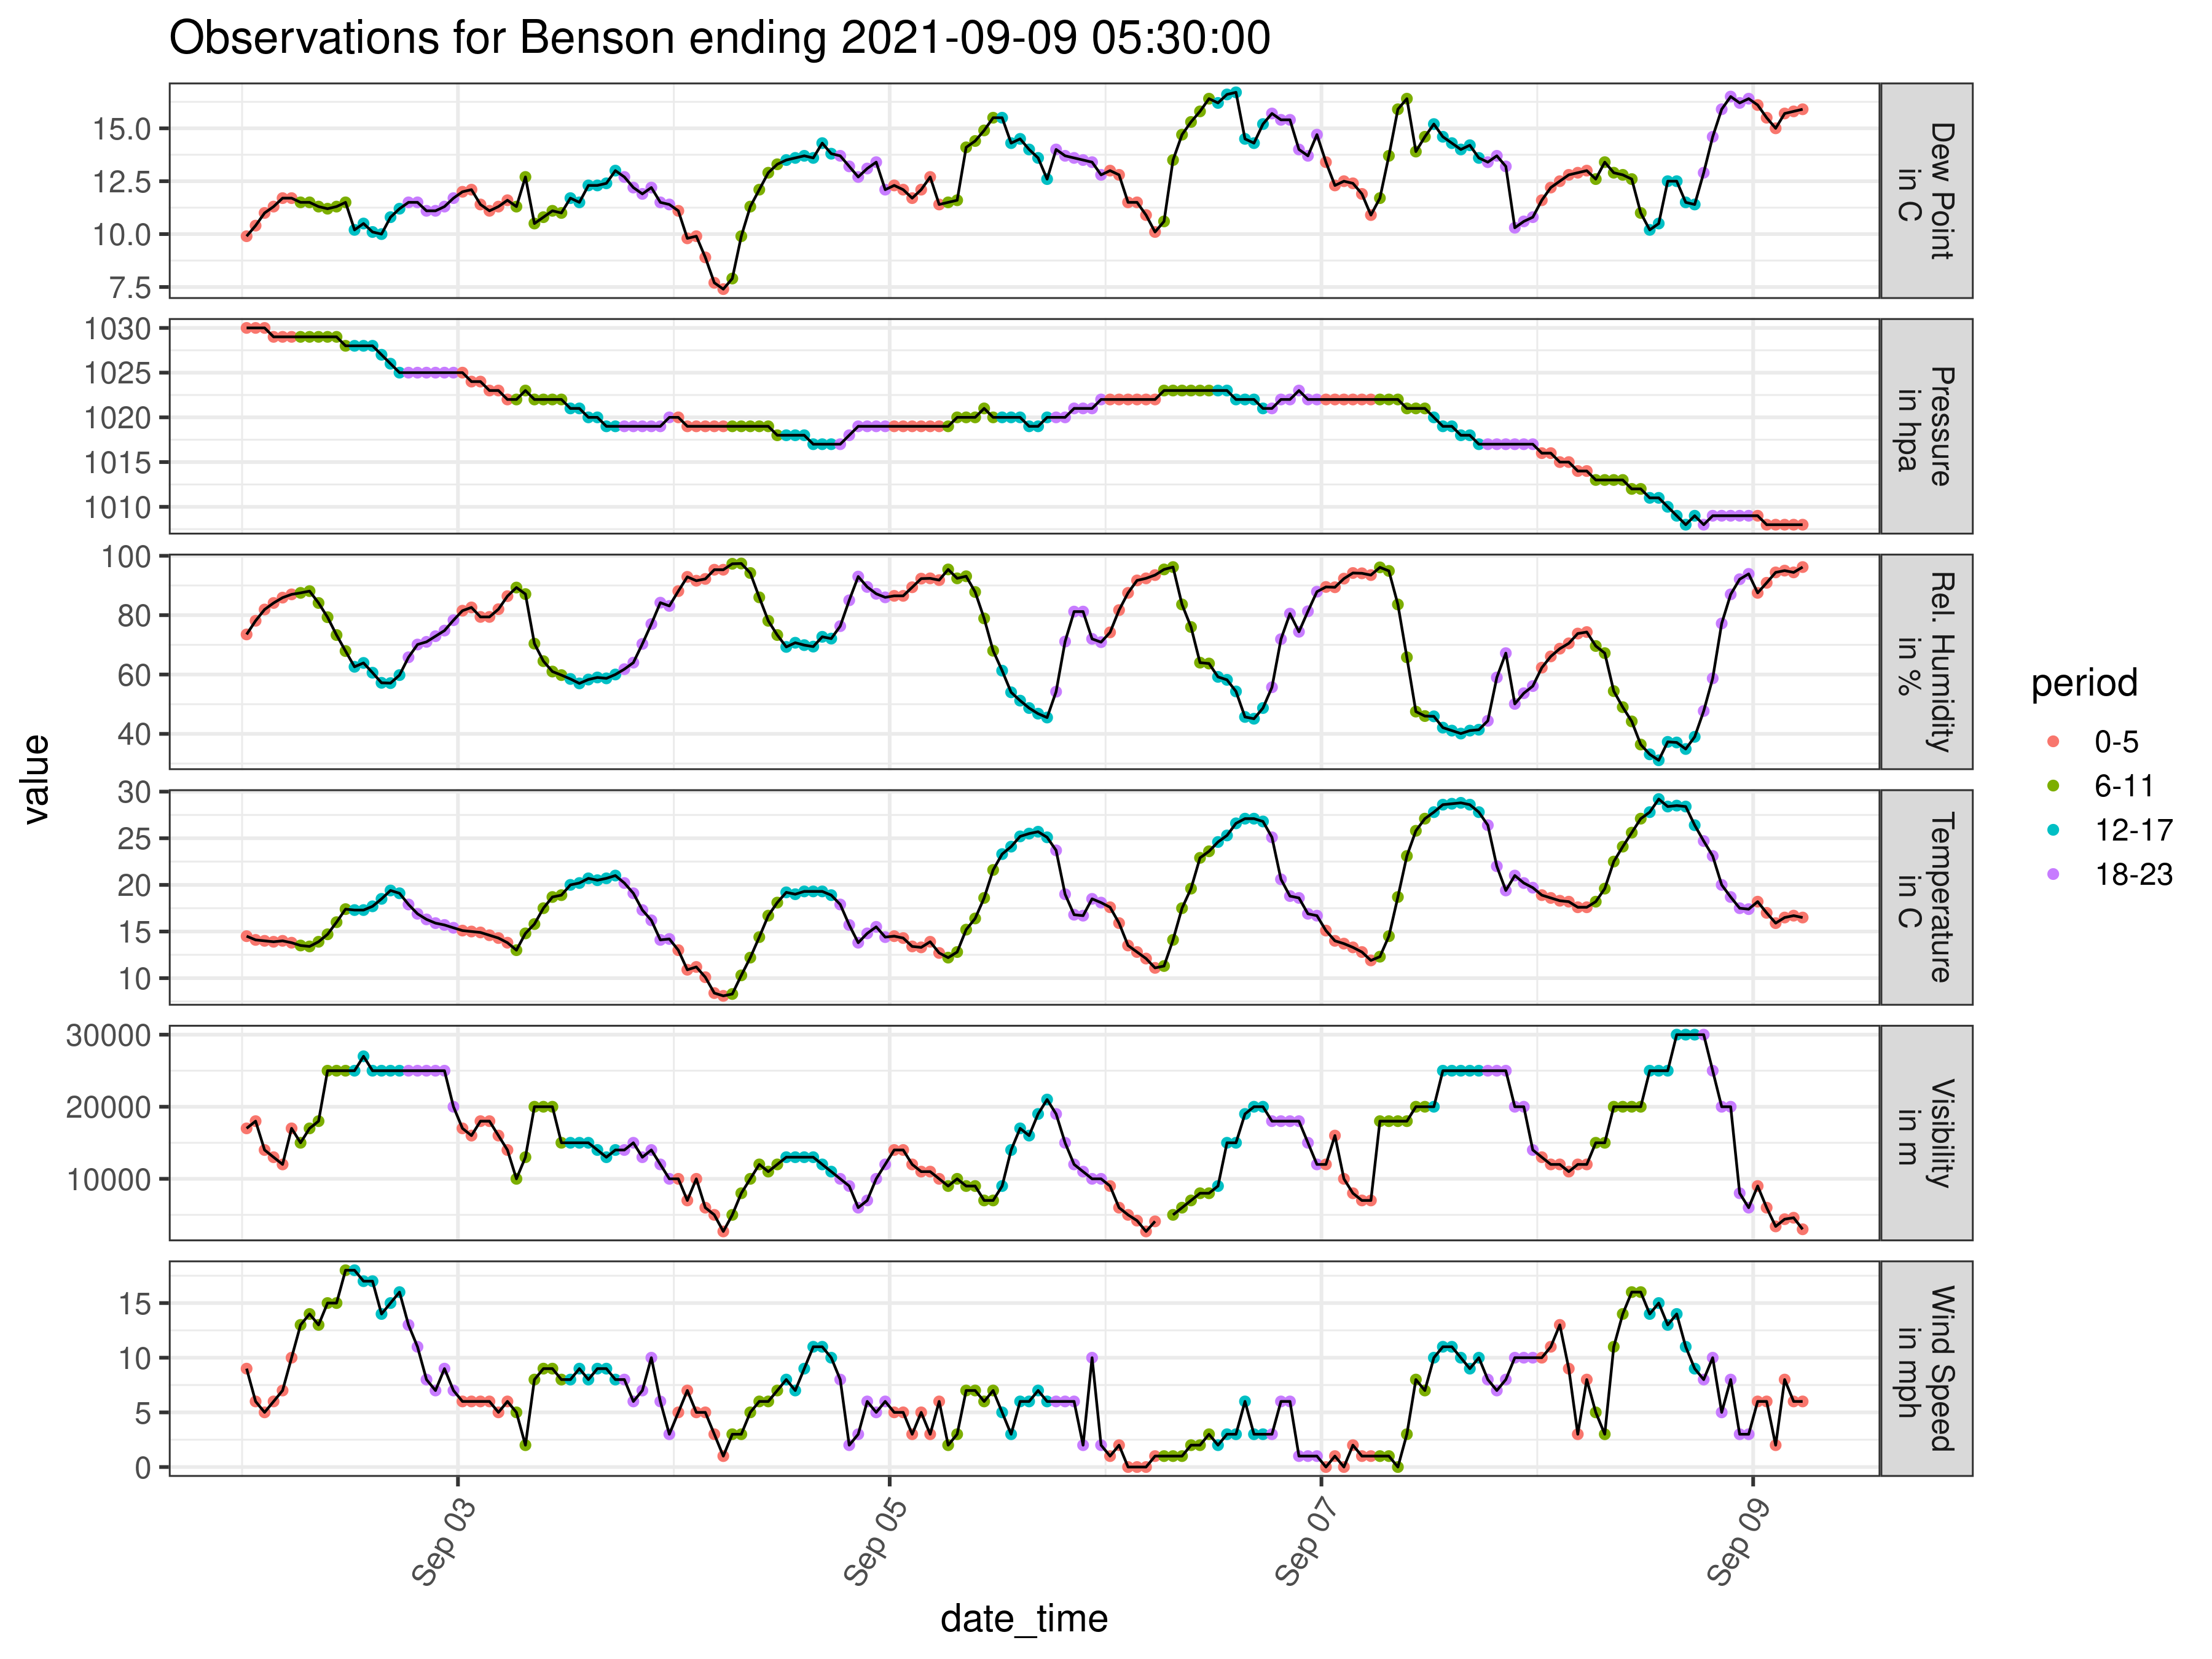 Observations for Benson ending 2021-09-09 05:30:00
value
15.0
12.5
10.0
7.5
Dew Point
in C
1030
1025
1020
1015
1010
Pressure
in hpa
100
80
60
40
Rel. Humidity
in %
30
25
20
15
10
Temperature
in C
30000
20000
10000
Visibility
in m
15
10
5
0
Wind Speed
in mph
Sep 03
Sep 05
Sep 07
Sep 09
date_time
period
0-5
6-11
12-17
18-23